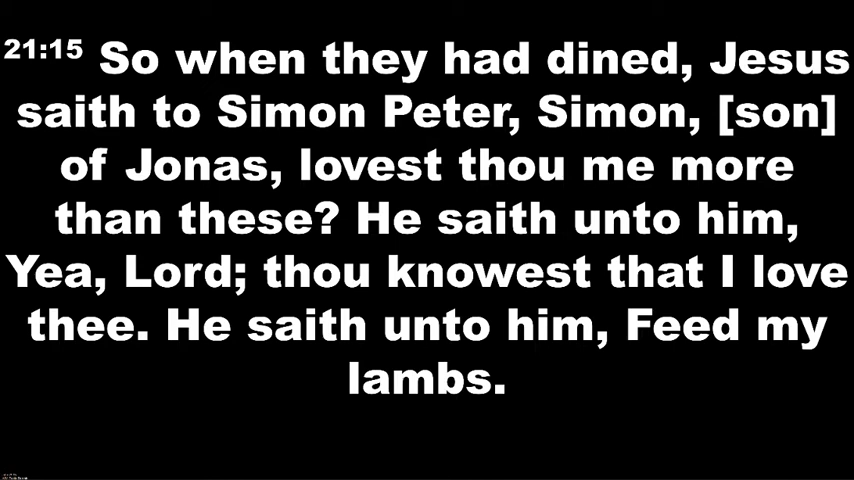 21:15 So when they had dined, Jesus
saith to Simon Peter, Simon, [son]
of Jonas, lovest thou me more
than these? He saith unto him,
Yea, Lord; thou knowest that I love
thee. He saith unto him, Feed my
lambs.